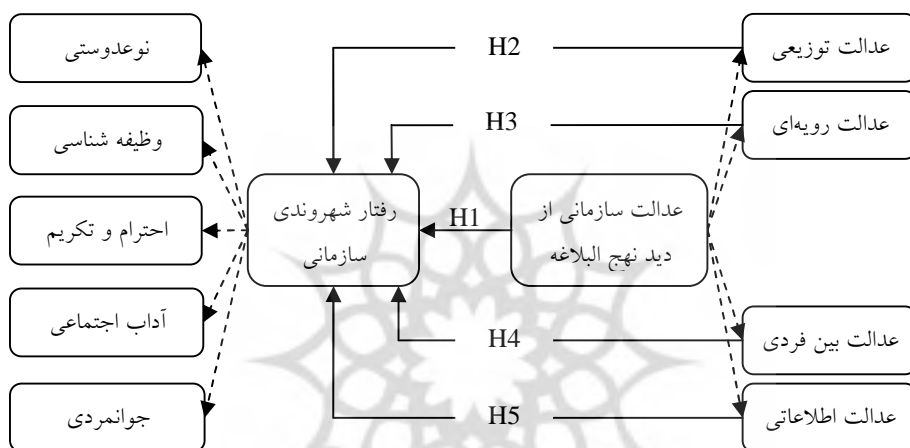 عدالت توزیعی
H2
نوعدوستی
عدالت رویه‌ای
H3
وظیفه شناسی
عدالت سازمانی از
دید نهج البلاغه
H1
رفتار شهروندی
سازمانی
احترام و تکریم
عدالت بین فردی
H4
آداب اجتماعی
عدالت اطلاعاتی
H5
جوانمردی